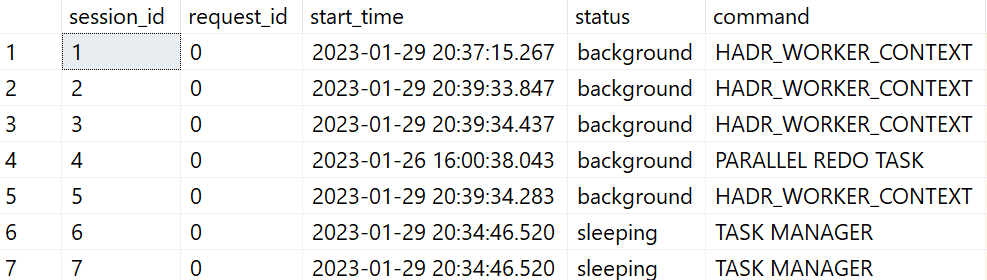 session_id request_id start_time status command
1 1 0 2023-01-29 20:37:15.267 background HADR_WORKER_CONTEXT
2 2 0 2023-01-29 20:39:33.847 background HADR_WORKER_CONTEXT
3 3 0 2023-01-29 20:39:34.437 background HADR_WORKER_CONTEXT
4 4 0 2023-01-26 16:00:38.043 background PARALLEL REDO TASK
5 5 0 2023-01-29 20:39:34.283 background HADR_WORKER_CONTEXT
6 6 0 2023-01-29 20:34:46.520 sleeping TASK MANAGER
7 7 0 2023-01-29 20:34:46.520 sleeping TASK MANAGER